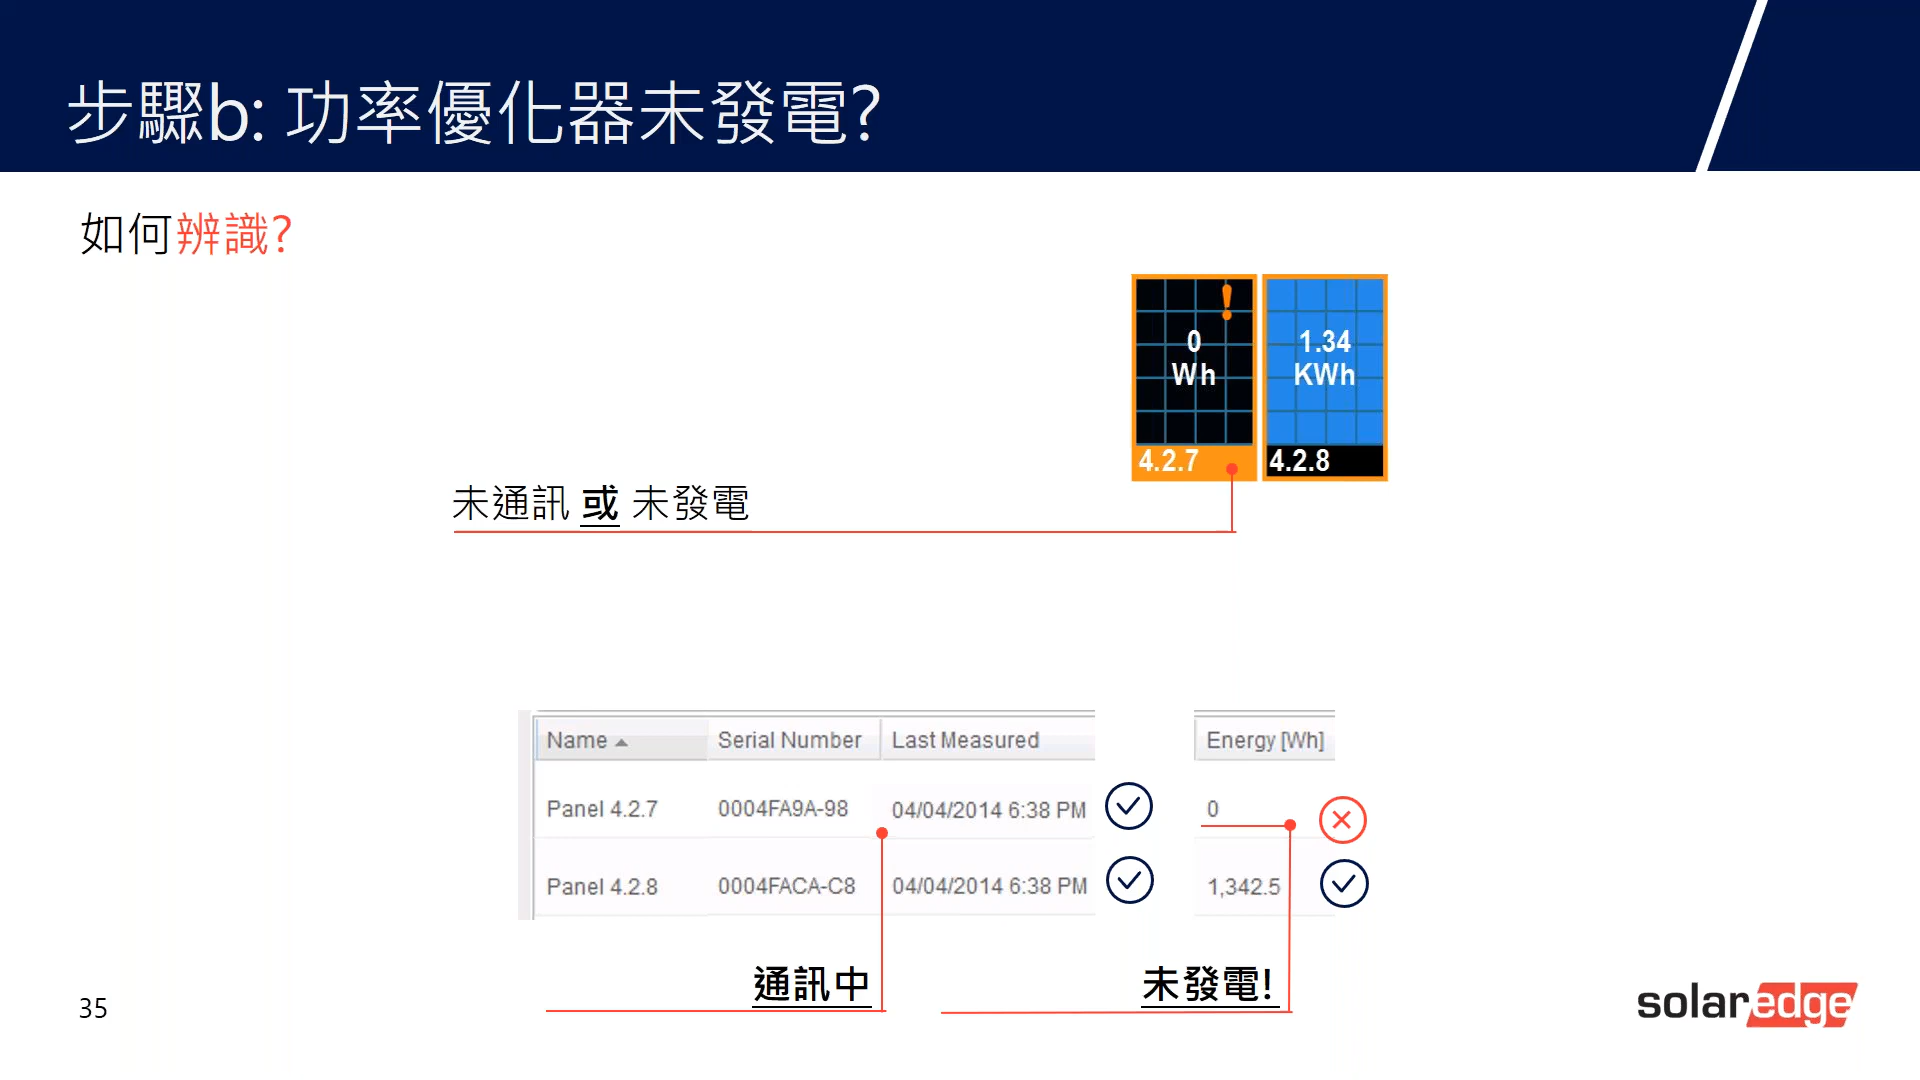 步驟b: 功率優化器未發電?
如何辨識?
!
0
Wh
4.2.7
1.34
KWh
4.2.8
未通訊 或 未發電
Name Serial Number Last Measured Energy [Wh]
Panel 4.2.7 0004FA9A-98 04/04/2014 6:38 PM 0
Panel 4.2.8 0004FACA-C8 04/04/2014 6:38 PM 1,342.5
通訊中 未發電!
35
solaredge